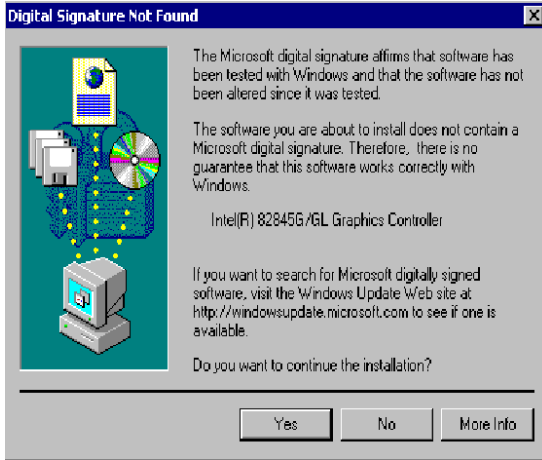 Digital Signature Not Found
The Microsoft digital signature affirms that software has
been tested with Windows and that the software has not
been altered since it was tested.
The software you are about to install does not contain a
Microsoft digital signature. Therefore, there is no
guarantee that this software works correctly with
Windows.
Intel(R) 82845G/GL Graphics Controller
If you want to search for Microsoft digitally signed
software, visit the Windows Update Web site at
http://windowsupdate.microsoft.com to see if one is
available.
Do you want to continue the installation?
Yes
No
More Info